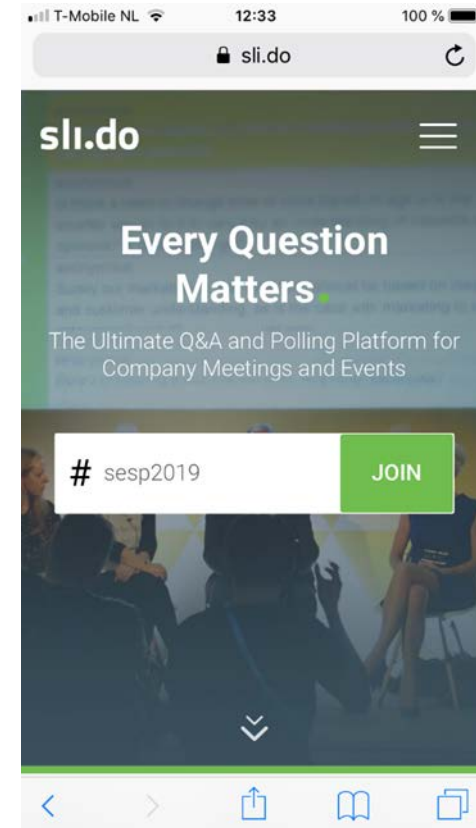 T-Mobile NL 12:33 100 %
sli.do
slı.do
Every Question
Matters.
The Ultimate Q&A and Polling Platform for
Company Meetings and Events
# sesp2019 JOIN